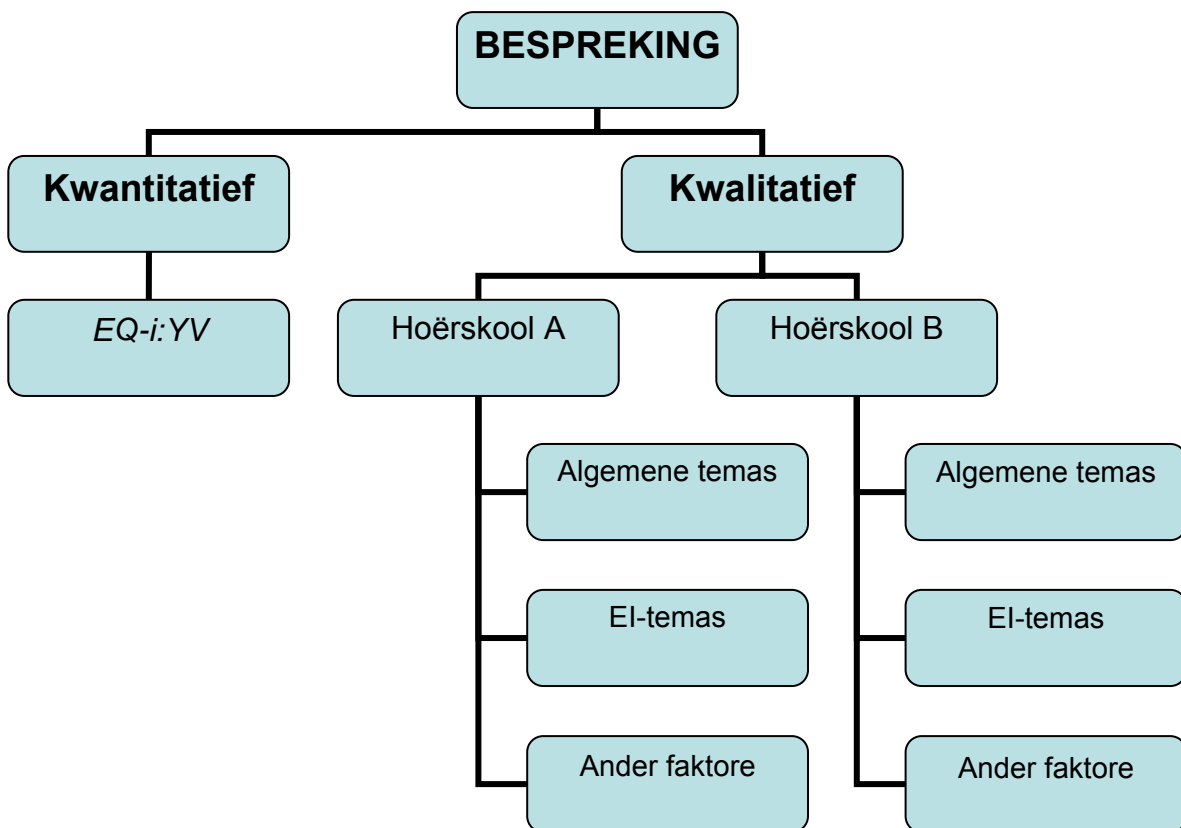 BESPREKING
Kwantitatief
Kwalitatief
EQ-i:YV
Hoërskool A
Hoërskool B
Algemene temas
Algemene temas
EI-temas
EI-temas
Ander faktore
Ander faktore